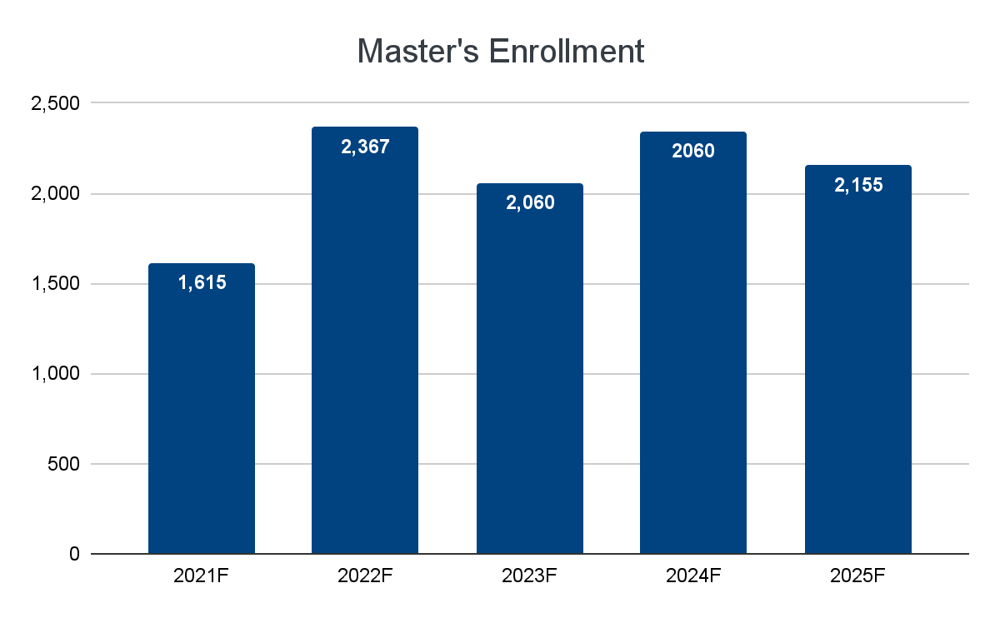 Master's Enrollment
2,500
2,000
1,500
1,000
500
0
1,615
2,367
2,060
2060
2,155
2021F
2022F
2023F
2024F
2025F